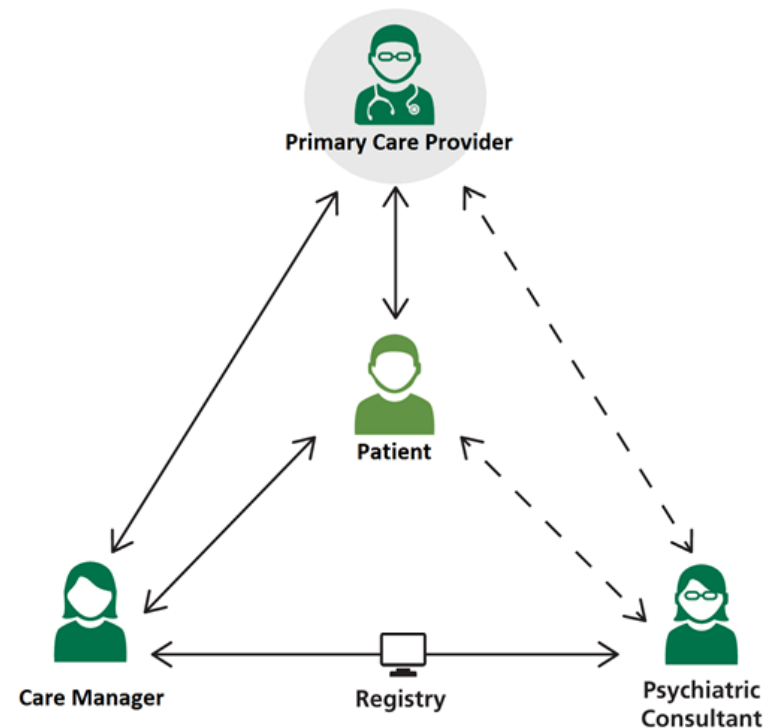 Primary Care Provider
Patient
Care Manager
Registry
Psychiatric
Consultant